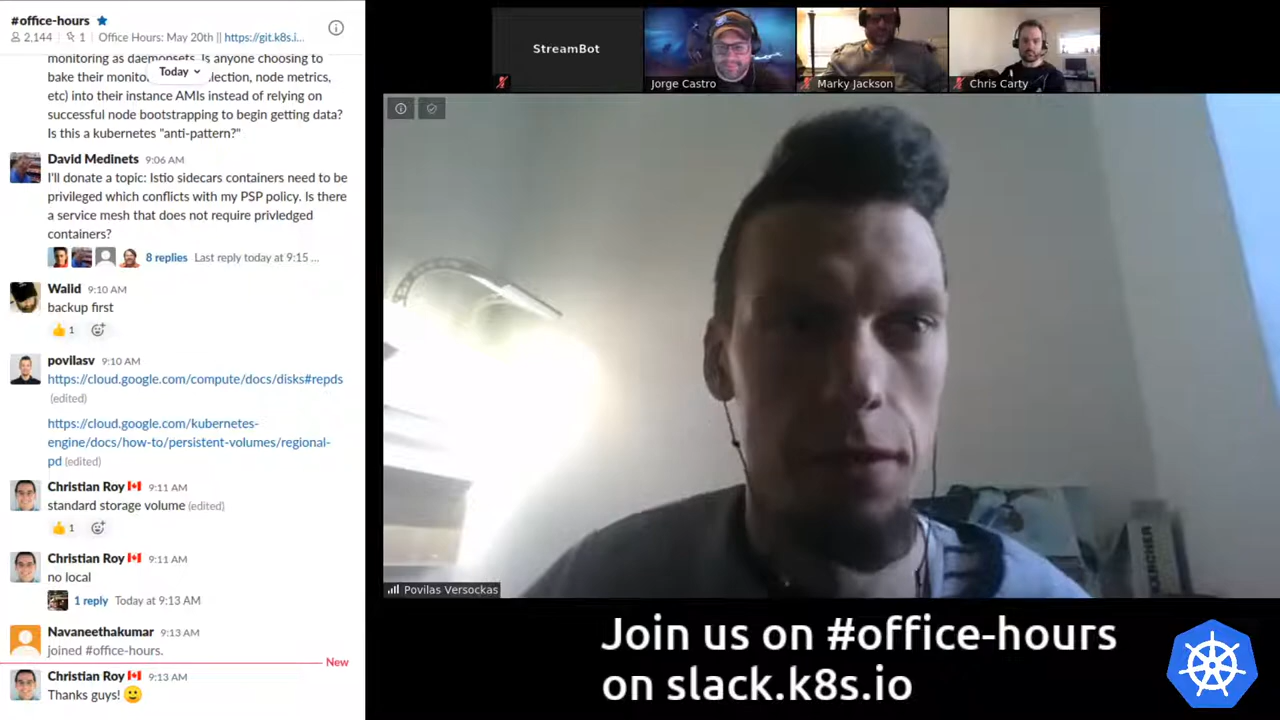 #office-hours
2,144
1
Office Hours: May 20th || https://git.k8s.i...
monitoring as daemonsets. Is anyone choosing to
Today
lection, node metrics,
etc) into their instance AMIs instead of relying on
successful node bootstrapping to begin getting data?
Is this a kubernetes "anti-pattern?"
David Medinets 9:06 AM
I'll donate a topic: Istio sidecars containers need to be
privileged which conflicts with my PSP policy. Is there
a service mesh that does not require privledged
containers?
8 replies Last reply today at 9:15 ...
Walid 9:10 AM
backup first
1
povilasv 9:10 AM
https://cloud.google.com/compute/docs/disks#repds
(edited)
https://cloud.google.com/kubernetes-
engine/docs/how-to/persistent-volumes/regional-
pd (edited)
Christian Roy 9:11 AM
standard storage volume (edited)
1
Christian Roy 9:11 AM
no local
1 reply Today at 9:13 AM
Navaneethakumar 9:13 AM
joined #office-hours.
New
Christian Roy 9:13 AM
Thanks guys!
StreamBot
Jorge Castro
Marky Jackson
Chris Carty
Povilas Versockas
Join us on #office-hours
on slack.k8s.io